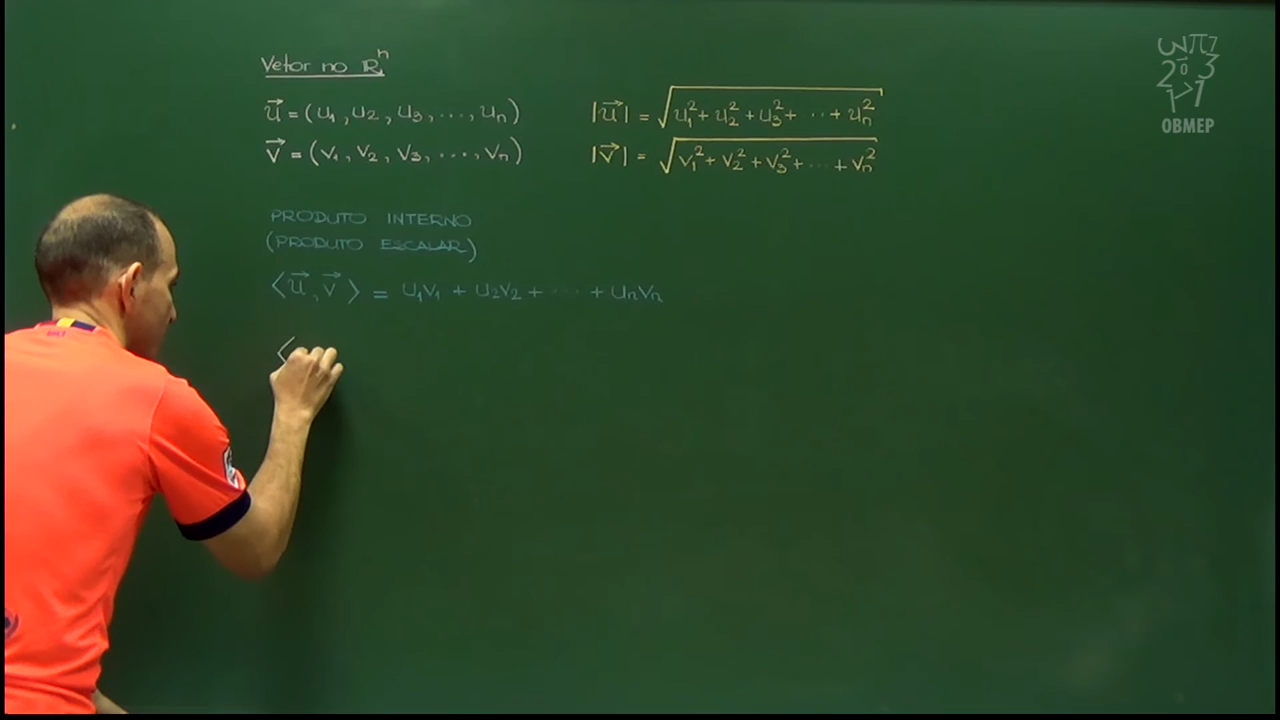 Vetor no ℝⁿ
u⃗ = (u₁, u₂, u₃, ..., uₙ)
|u⃗| = √(u₁² + u₂² + u₃² + ... + uₙ²)
v⃗ = (v₁, v₂, v₃, ..., vₙ)
|v⃗| = √(v₁² + v₂² + v₃² + ... + vₙ²)
PRODUTO INTERNO
(PRODUTO ESCALAR)
⟨u⃗, v⃗⟩ = u₁v₁ + u₂v₂ + ... + uₙvₙ
⟨
OBMEP